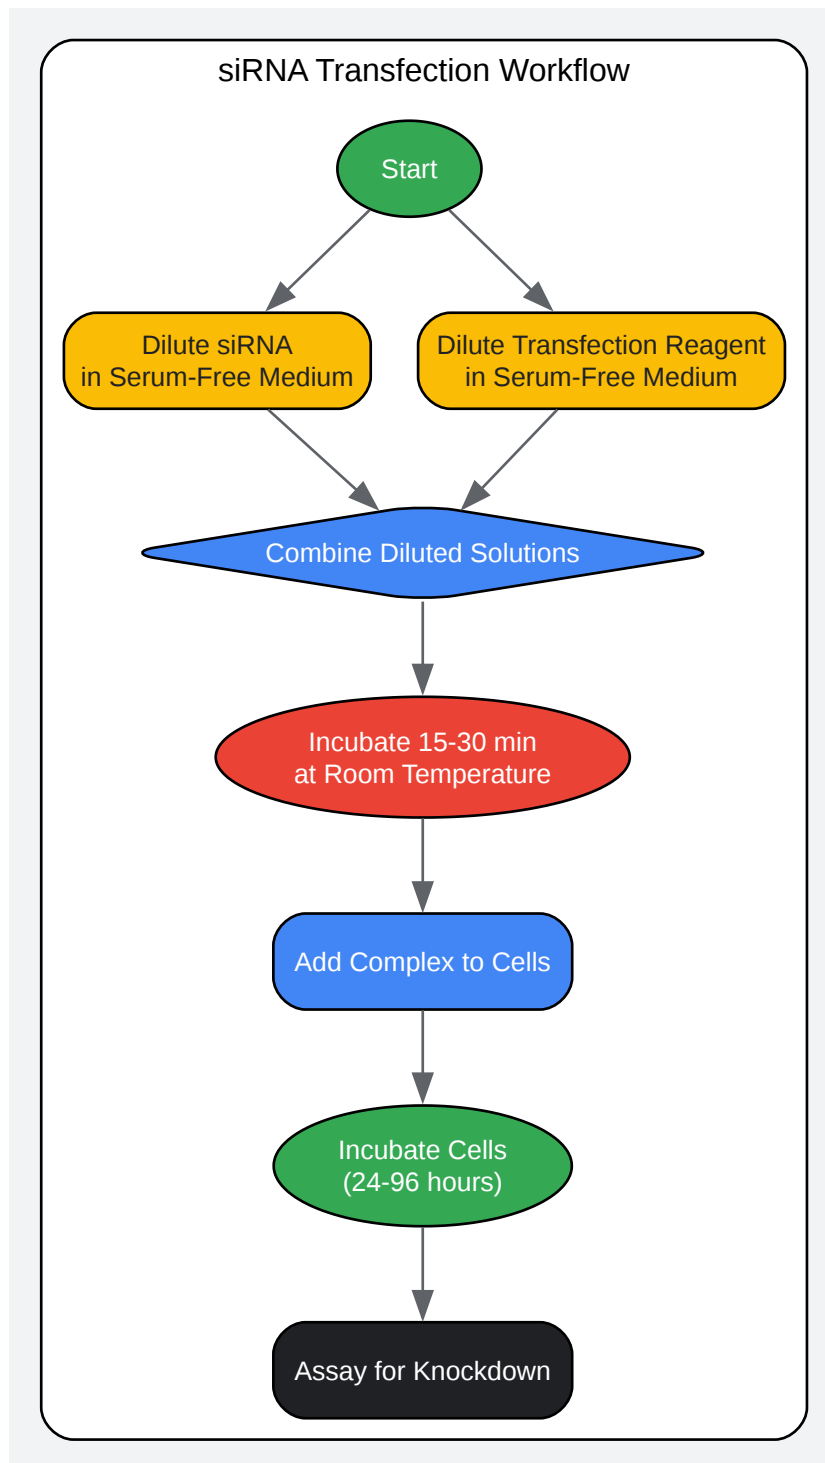 siRNA Transfection Workflow
Start
Dilute siRNA
in Serum-Free Medium
Dilute Transfection Reagent
in Serum-Free Medium
Combine Diluted Solutions
Incubate 15-30 min
at Room Temperature
Add Complex to Cells
Incubate Cells
(24-96 hours)
Assay for Knockdown